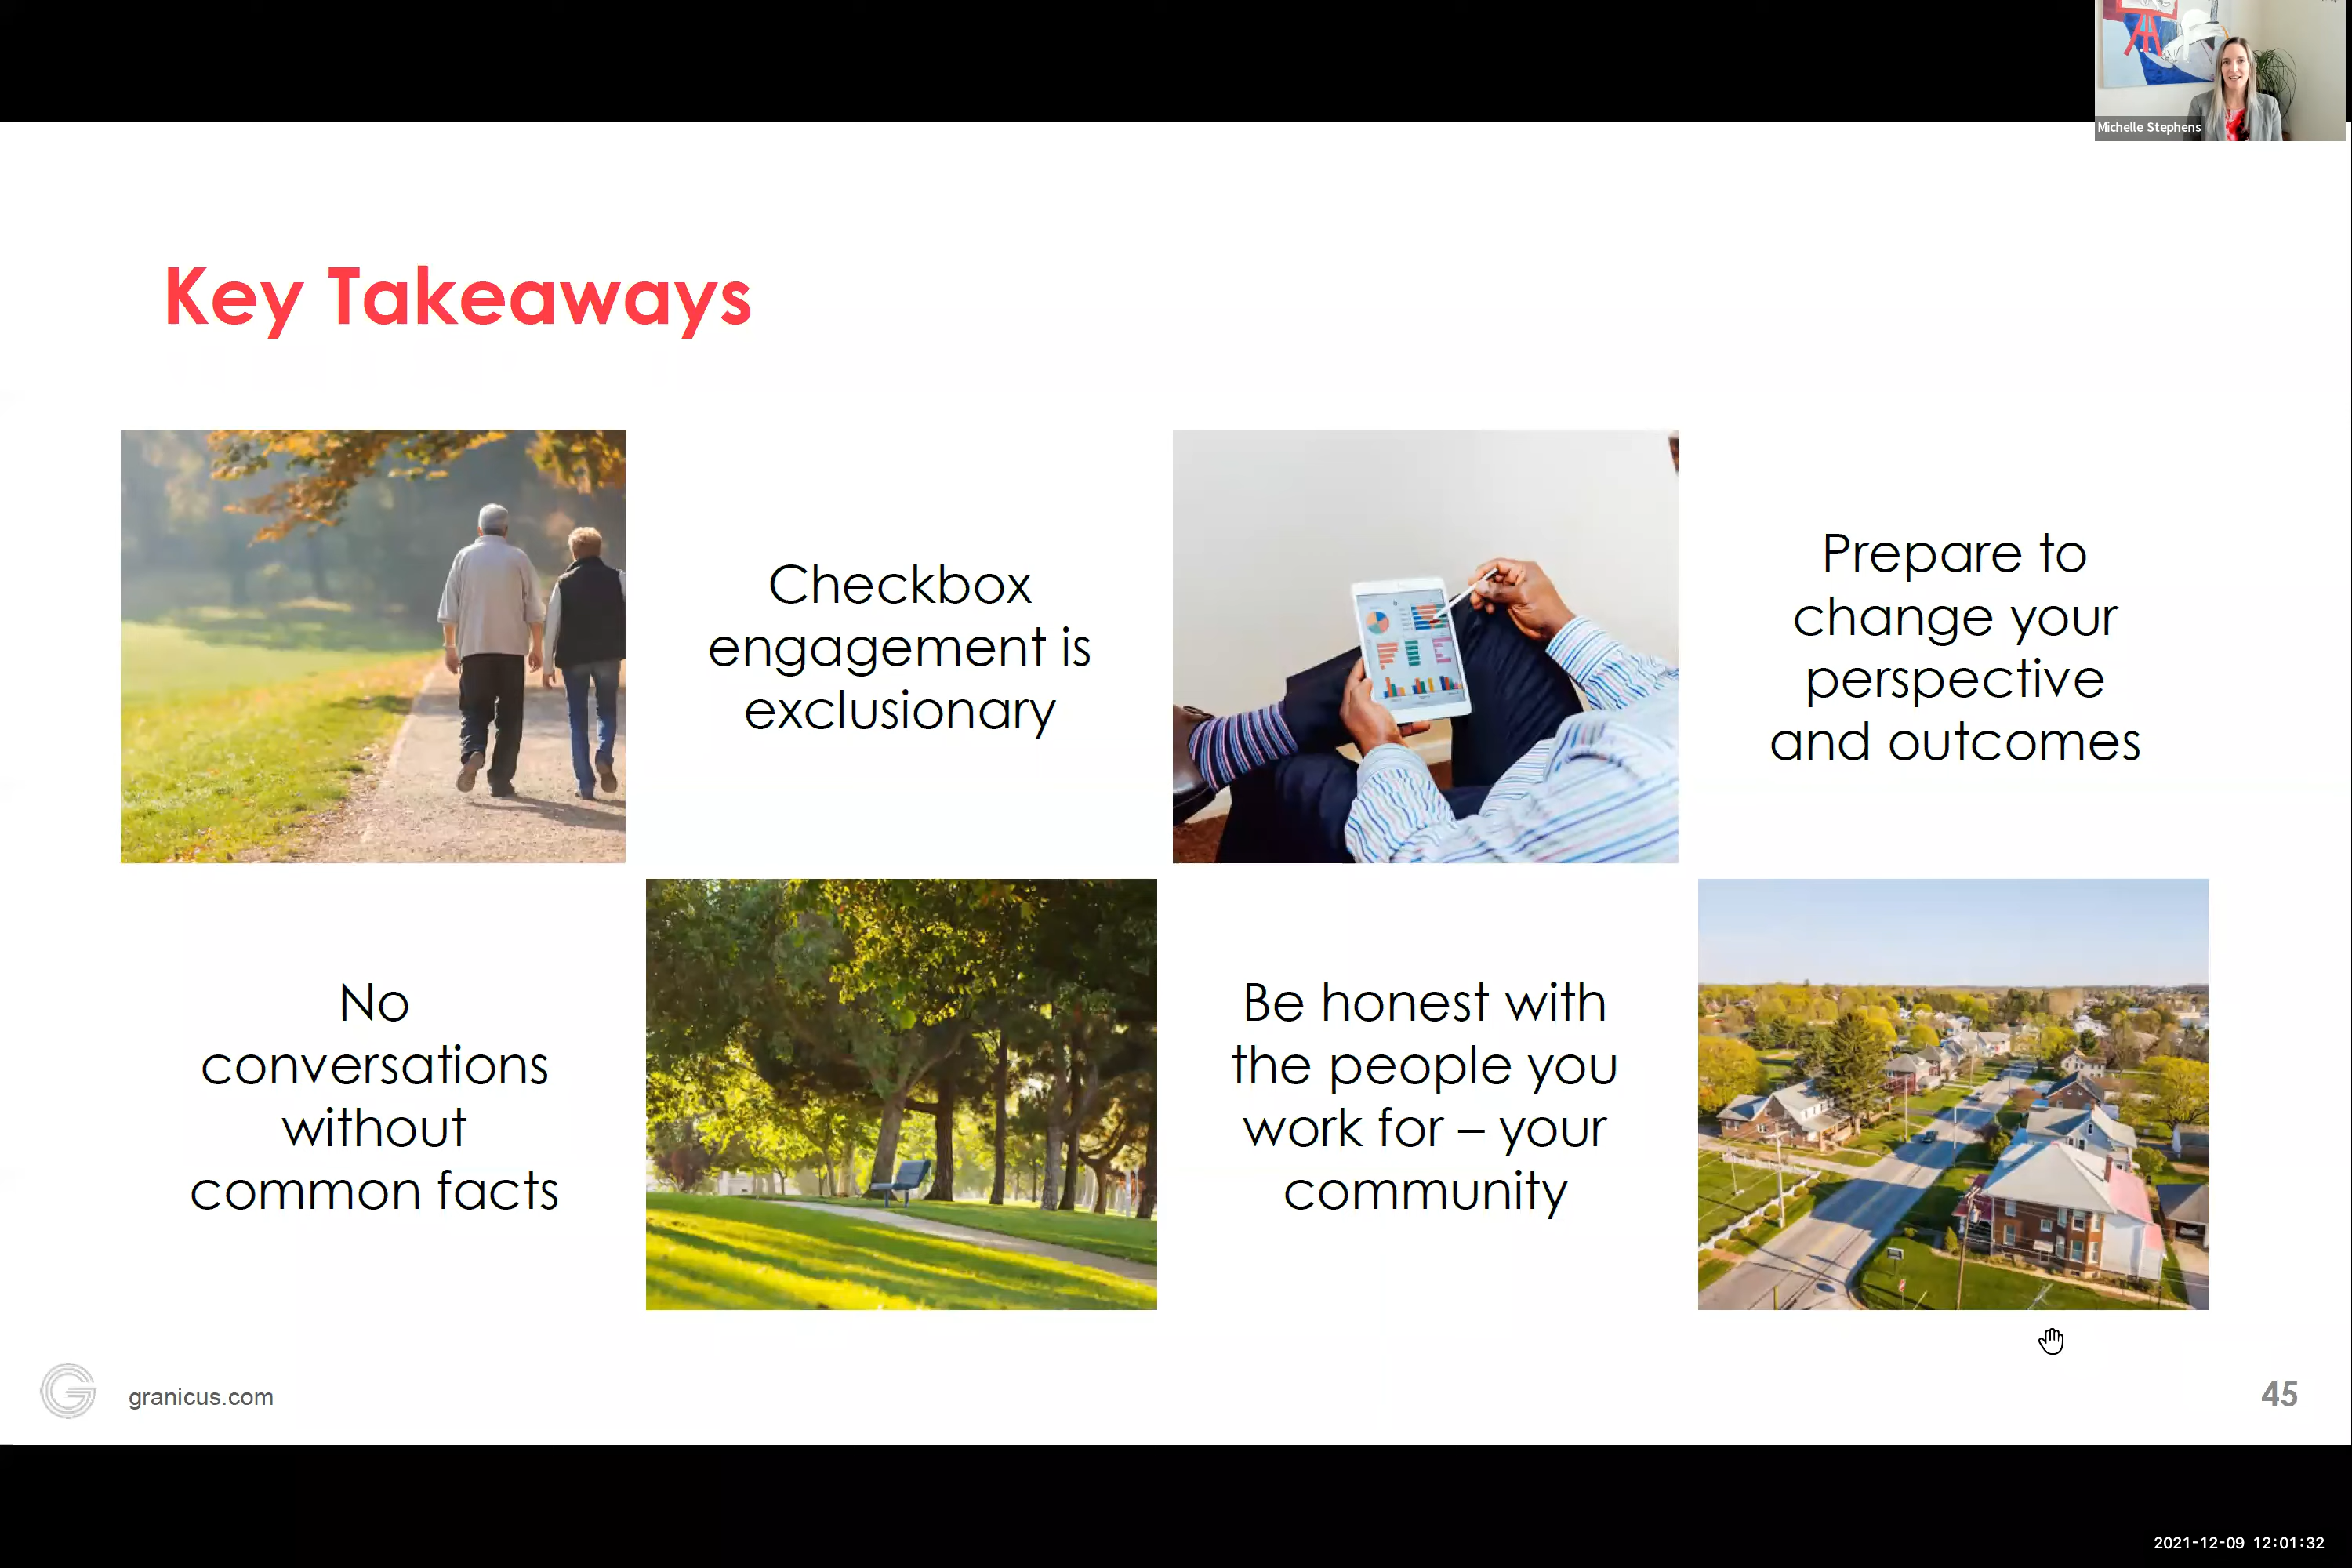 Michelle Stephens
Key Takeaways
Checkbox
engagement is
exclusionary
Prepare to
change your
perspective
and outcomes
No
conversations
without
common facts
Be honest with
the people you
work for – your
community
granicus.com
45
2021-12-09 12:01:32